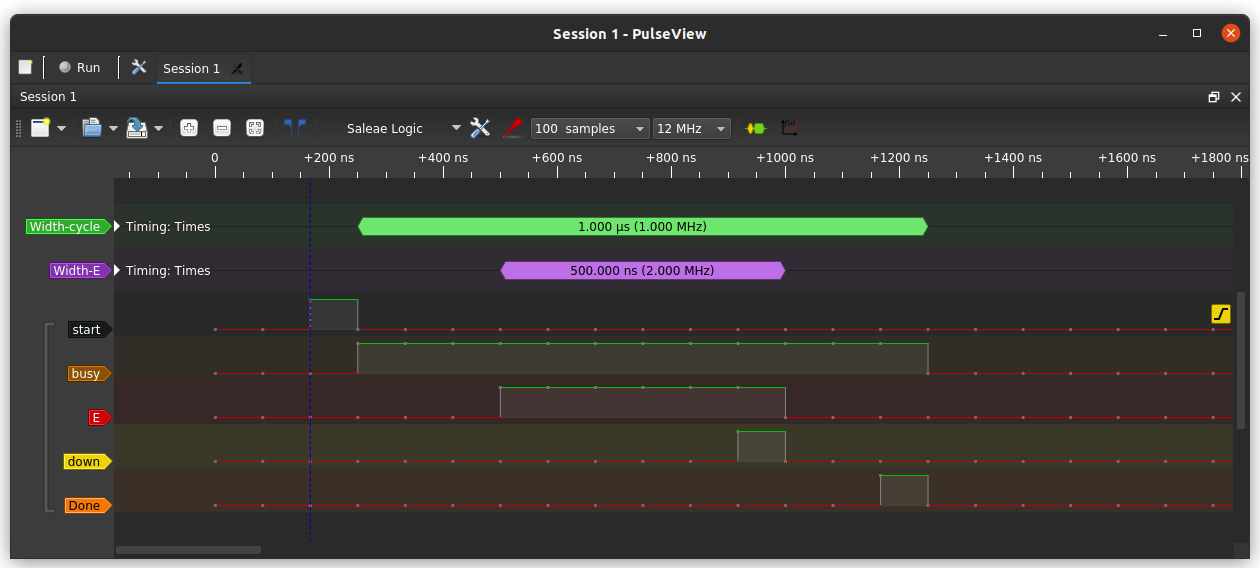 Session 1 - PulseView
Run
Session 1
Session 1
Saleae Logic
100 samples
12 MHz
0 +200 ns +400 ns +600 ns +800 ns +1000 ns +1200 ns +1400 ns +1600 ns +1800 ns
Width-cycle Timing: Times 1.000 µs (1.000 MHz)
Width-E Timing: Times 500.000 ns (2.000 MHz)
start
busy
E
down
Done